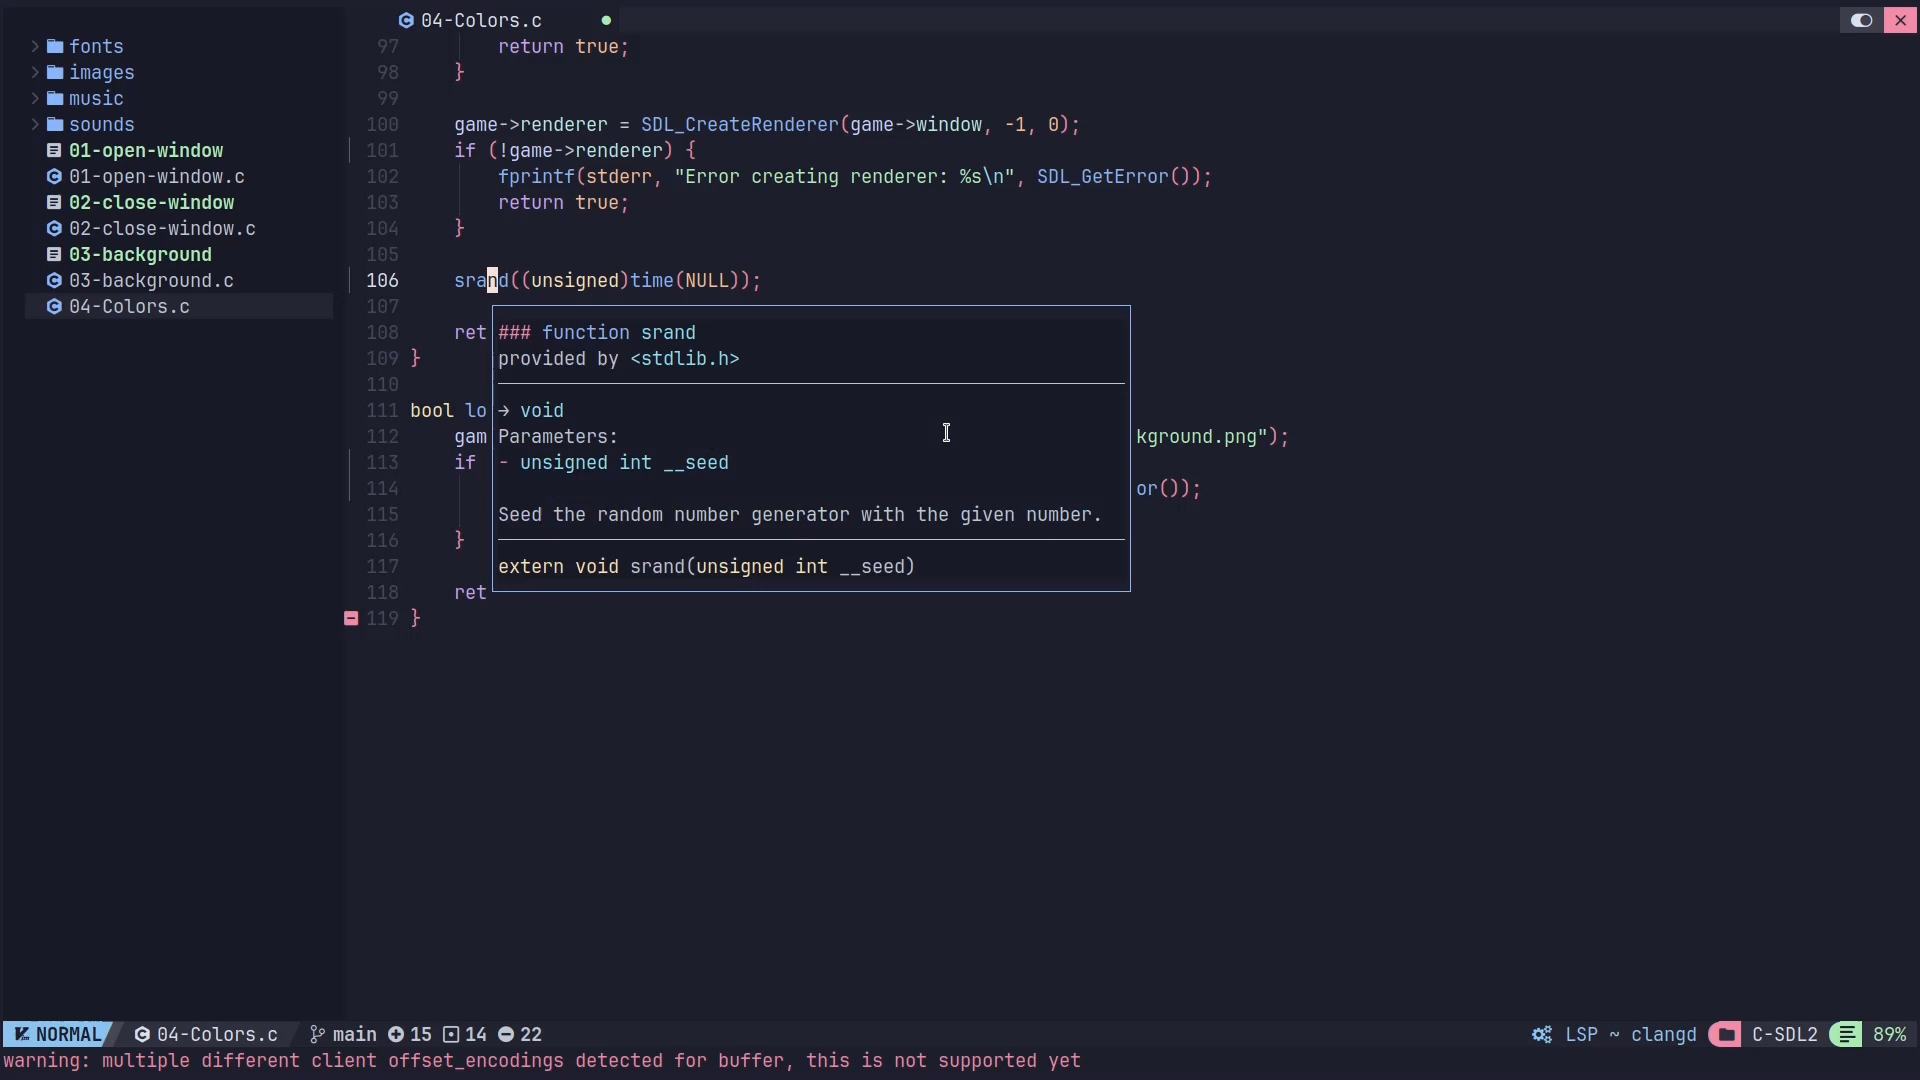 04-Colors.c
fonts
images
music
sounds
01-open-window
01-open-window.c
02-close-window
02-close-window.c
03-background
03-background.c
04-Colors.c
97 return true;
98 }
99
100 game->renderer = SDL_CreateRenderer(game->window, -1, 0);
101 if (!game->renderer) {
102 fprintf(stderr, "Error creating renderer: %s\n", SDL_GetError());
103 return true;
104 }
105
106 srand((unsigned)time(NULL));
107
108 ret
109 }
110
111 bool lo
112 gam kground.png");
113 if
114 or());
115
116 }
117
118 ret
119 }
### function srand
provided by <stdlib.h>
→ void
Parameters:
- unsigned int __seed
Seed the random number generator with the given number.
extern void srand(unsigned int __seed)
NORMAL 04-Colors.c main 15 14 22 LSP ~ clangd C-SDL2 89%
warning: multiple different client offset_encodings detected for buffer, this is not supported yet